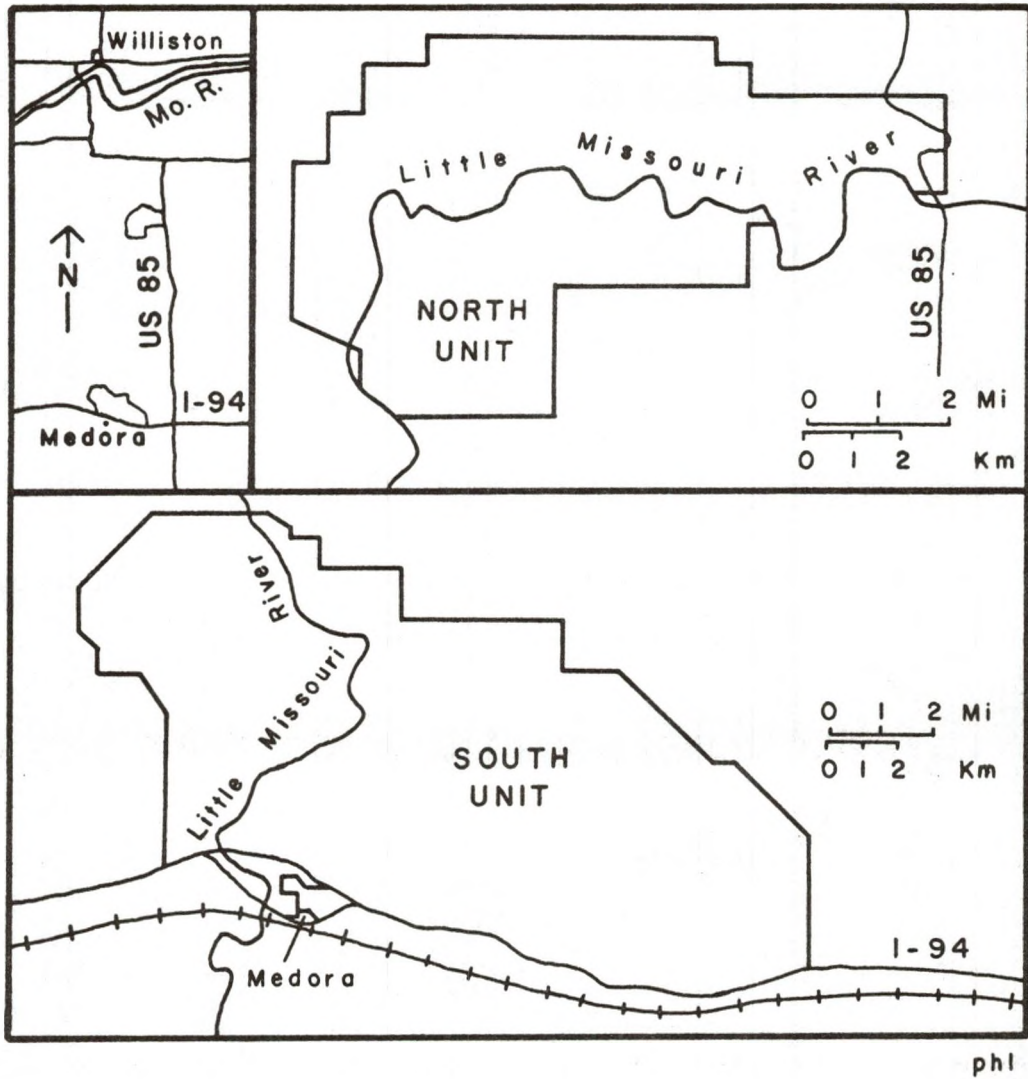 Williston
Mo. R.
N
US 85
I-94
Medora
Little Missouri River
NORTH
UNIT
US 85
0 1 2 Mi
0 1 2 Km
River
Missouri
Little
SOUTH
UNIT
0 1 2 Mi
0 1 2 Km
I-94
Medora
phl